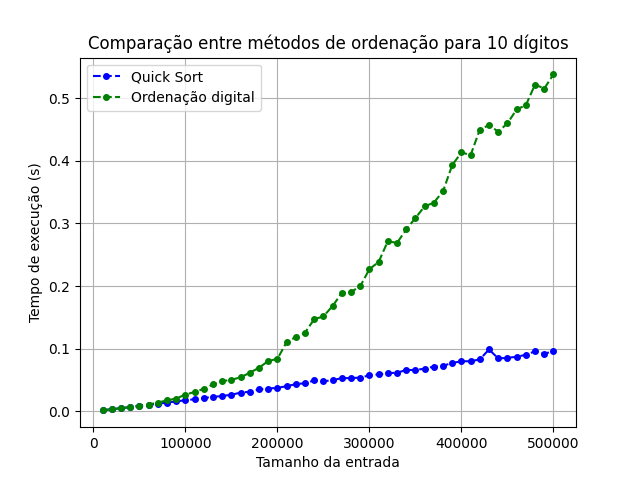 Comparação entre métodos de ordenação para 10 dígitos
Quick Sort
Ordenação digital
Tempo de execução (s)
0.5
0.4
0.3
0.2
0.1
0.0
0
100000
200000
300000
400000
500000
Tamanho da entrada